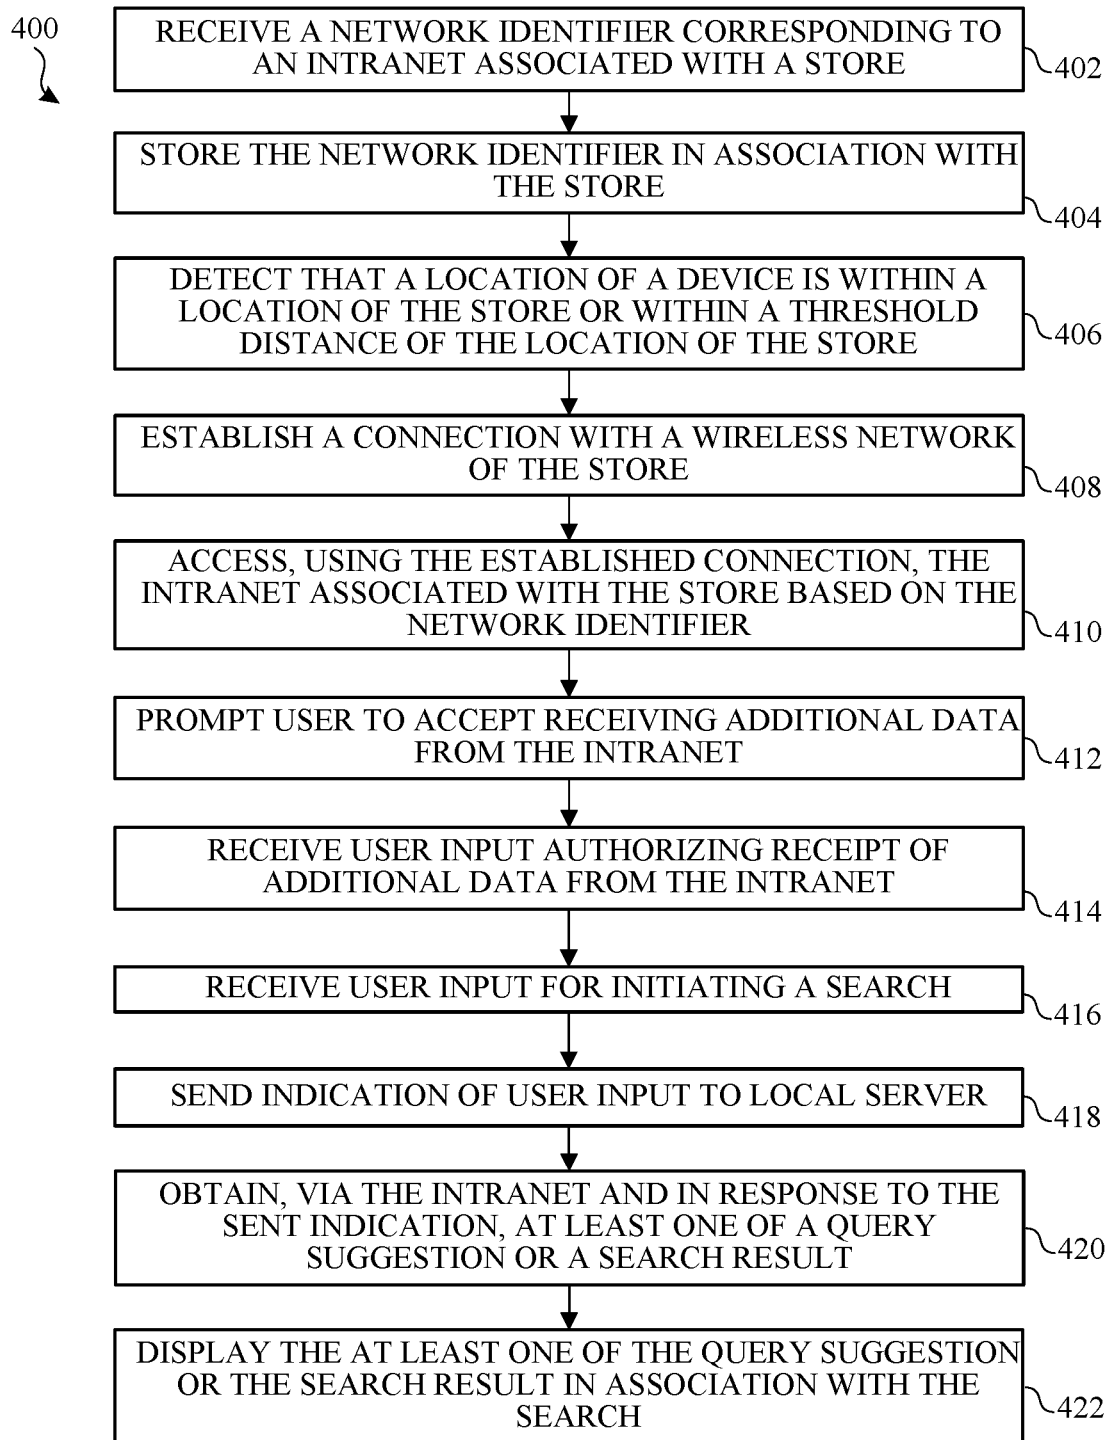 400
RECEIVE A NETWORK IDENTIFIER CORRESPONDING TO
AN INTRANET ASSOCIATED WITH A STORE
402
STORE THE NETWORK IDENTIFIER IN ASSOCIATION WITH
THE STORE
404
DETECT THAT A LOCATION OF A DEVICE IS WITHIN A
LOCATION OF THE STORE OR WITHIN A THRESHOLD
DISTANCE OF THE LOCATION OF THE STORE
406
ESTABLISH A CONNECTION WITH A WIRELESS NETWORK
OF THE STORE
408
ACCESS, USING THE ESTABLISHED CONNECTION, THE
INTRANET ASSOCIATED WITH THE STORE BASED ON THE
NETWORK IDENTIFIER
410
PROMPT USER TO ACCEPT RECEIVING ADDITIONAL DATA
FROM THE INTRANET
412
RECEIVE USER INPUT AUTHORIZING RECEIPT OF
ADDITIONAL DATA FROM THE INTRANET
414
RECEIVE USER INPUT FOR INITIATING A SEARCH
416
SEND INDICATION OF USER INPUT TO LOCAL SERVER
418
OBTAIN, VIA THE INTRANET AND IN RESPONSE TO THE
SENT INDICATION, AT LEAST ONE OF A QUERY
SUGGESTION OR A SEARCH RESULT
420
DISPLAY THE AT LEAST ONE OF THE QUERY SUGGESTION
OR THE SEARCH RESULT IN ASSOCIATION WITH THE
SEARCH
422